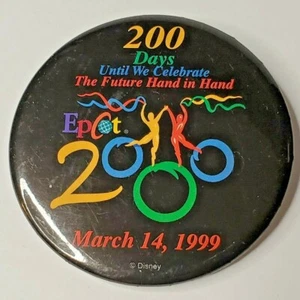 200
Days
Until We Celebrate
The Future Hand in Hand
Epcot®
2000
March 14, 1999
© Disney